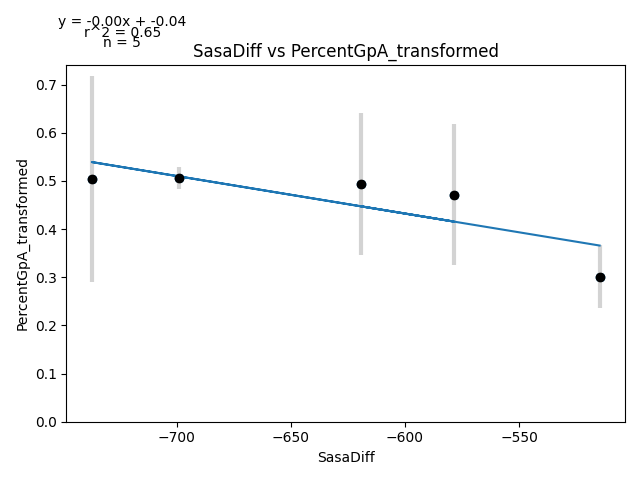 y = -0.00x + -0.04
r^2 = 0.65
n = 5
SasaDiff vs PercentGpA_transformed
0.7
0.6
0.5
0.4
0.3
0.2
0.1
0.0
PercentGpA_transformed
−700
−650
−600
−550
SasaDiff